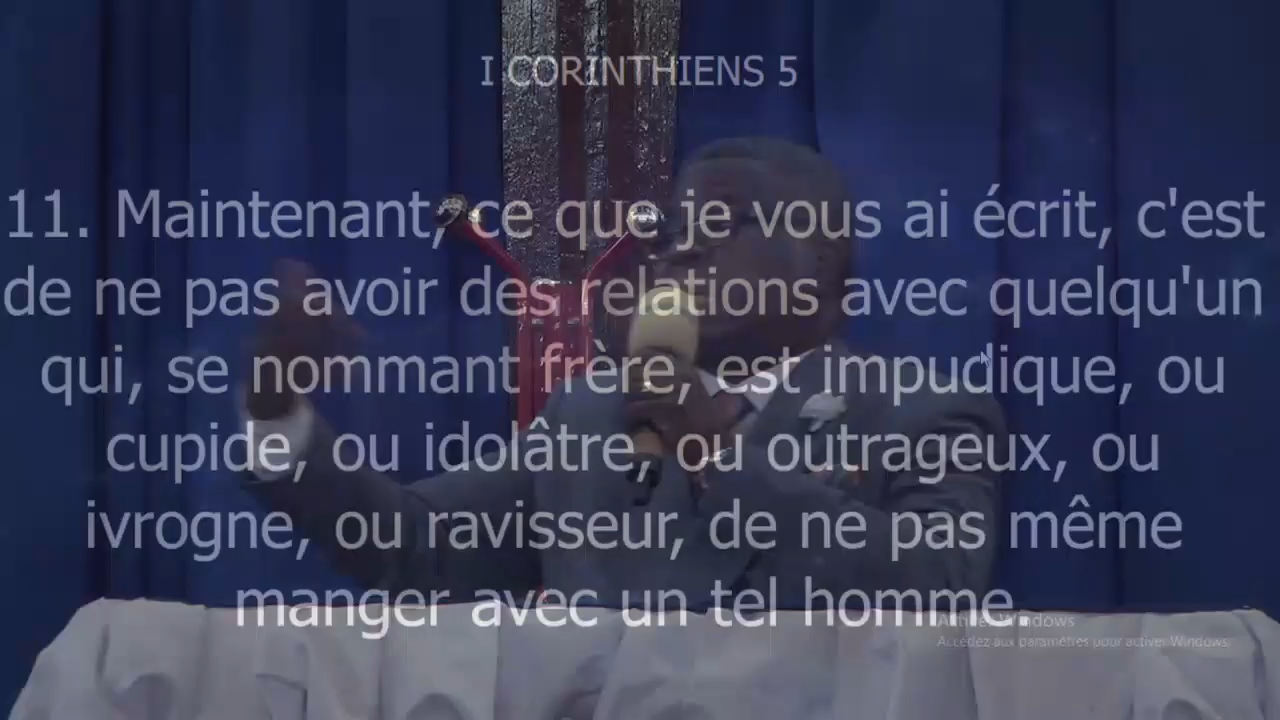 I CORINTHIENS 5
11. Maintenant, ce que je vous ai écrit, c'est
de ne pas avoir des relations avec quelqu'un
qui, se nommant frère, est impudique, ou
cupide, ou idolâtre, ou outrageux, ou
ivrogne, ou ravisseur, de ne pas même
manger avec un tel homme.
Activer Windows
Accédez aux paramètres pour activer Windows.